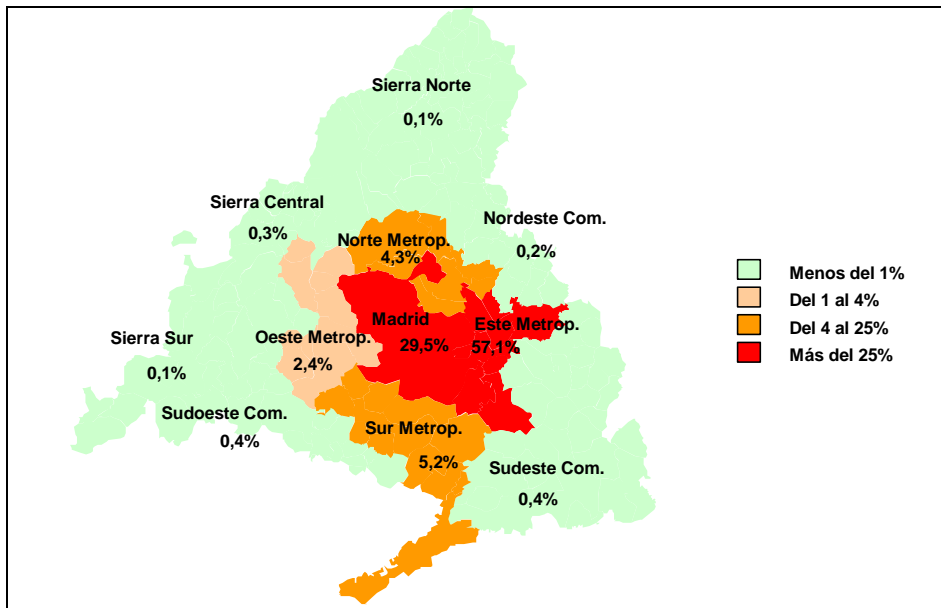 Sierra Norte
0,1%
Sierra Central
0,3%
Nordeste Com.
0,2%
Norte Metrop.
4,3%
Madrid
29,5%
Este Metrop.
57,1%
Oeste Metrop.
2,4%
Sierra Sur
0,1%
Sudoeste Com.
0,4%
Sur Metrop.
5,2%
Sudeste Com.
0,4%
Menos del 1%
Del 1 al 4%
Del 4 al 25%
Más del 25%